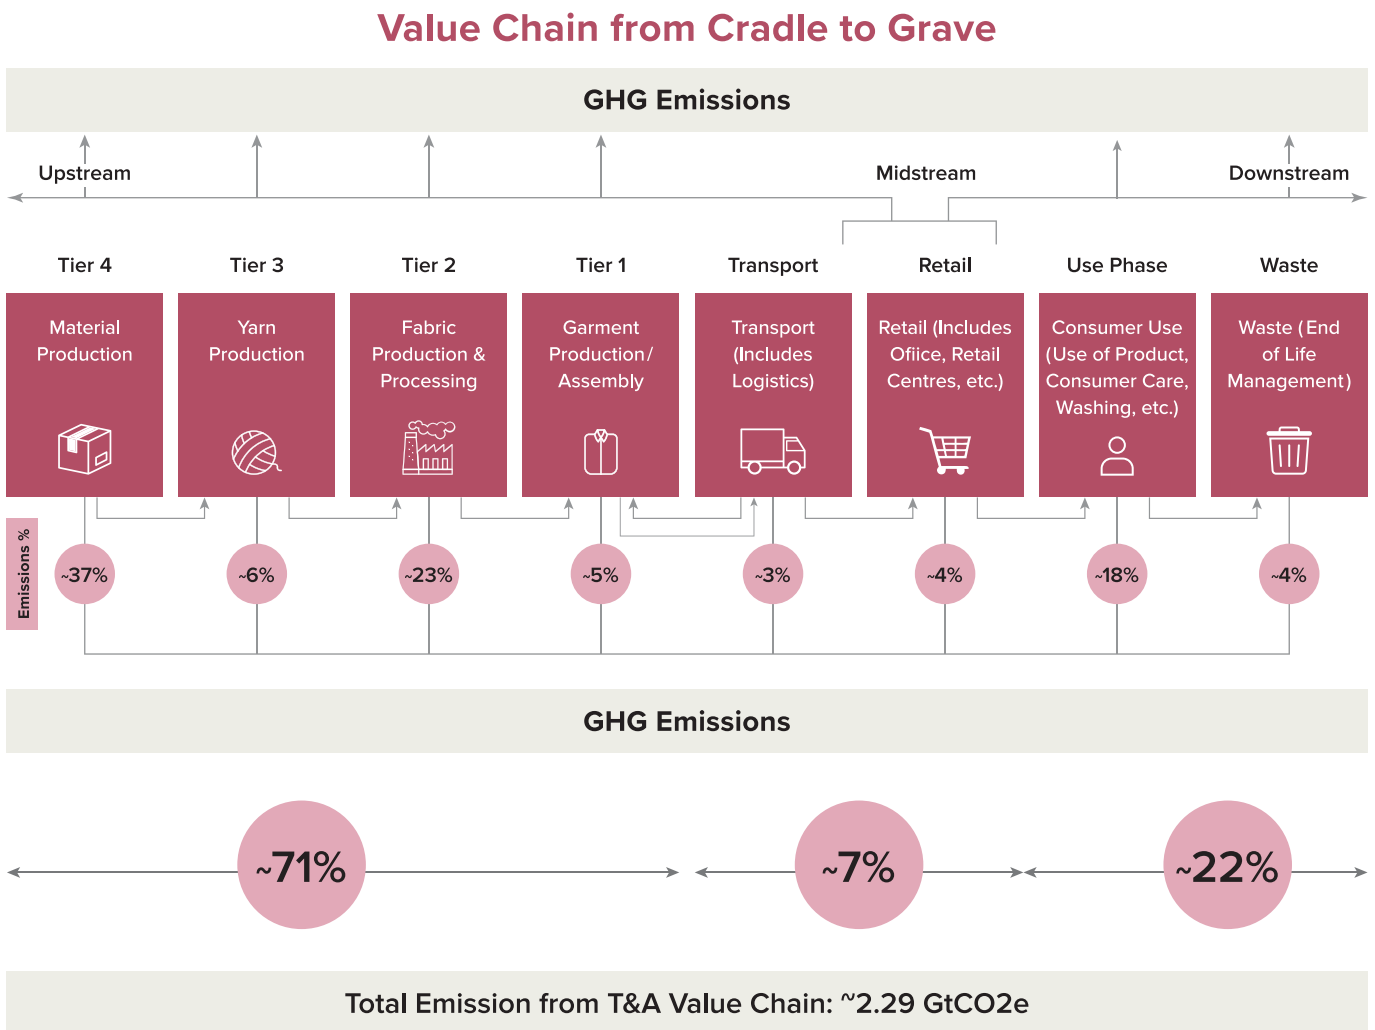 Value Chain from Cradle to Grave
GHG Emissions
Upstream
Midstream
Downstream
Tier 4
Tier 3
Tier 2
Tier 1
Transport
Retail
Use Phase
Waste
Material
Production
Yarn
Production
Fabric
Production &
Processing
Garment
Production/
Assembly
Transport
(Includes
Logistics)
Retail (Includes
Ofiice, Retail
Centres, etc.)
Consumer Use
(Use of Product,
Consumer Care,
Washing, etc.)
Waste (End
of Life
Management)
Emissions %
~37%
~6%
~23%
~5%
~3%
~4%
~18%
~4%
GHG Emissions
~71%
~7%
~22%
Total Emission from T&A Value Chain: ~2.29 GtCO2e